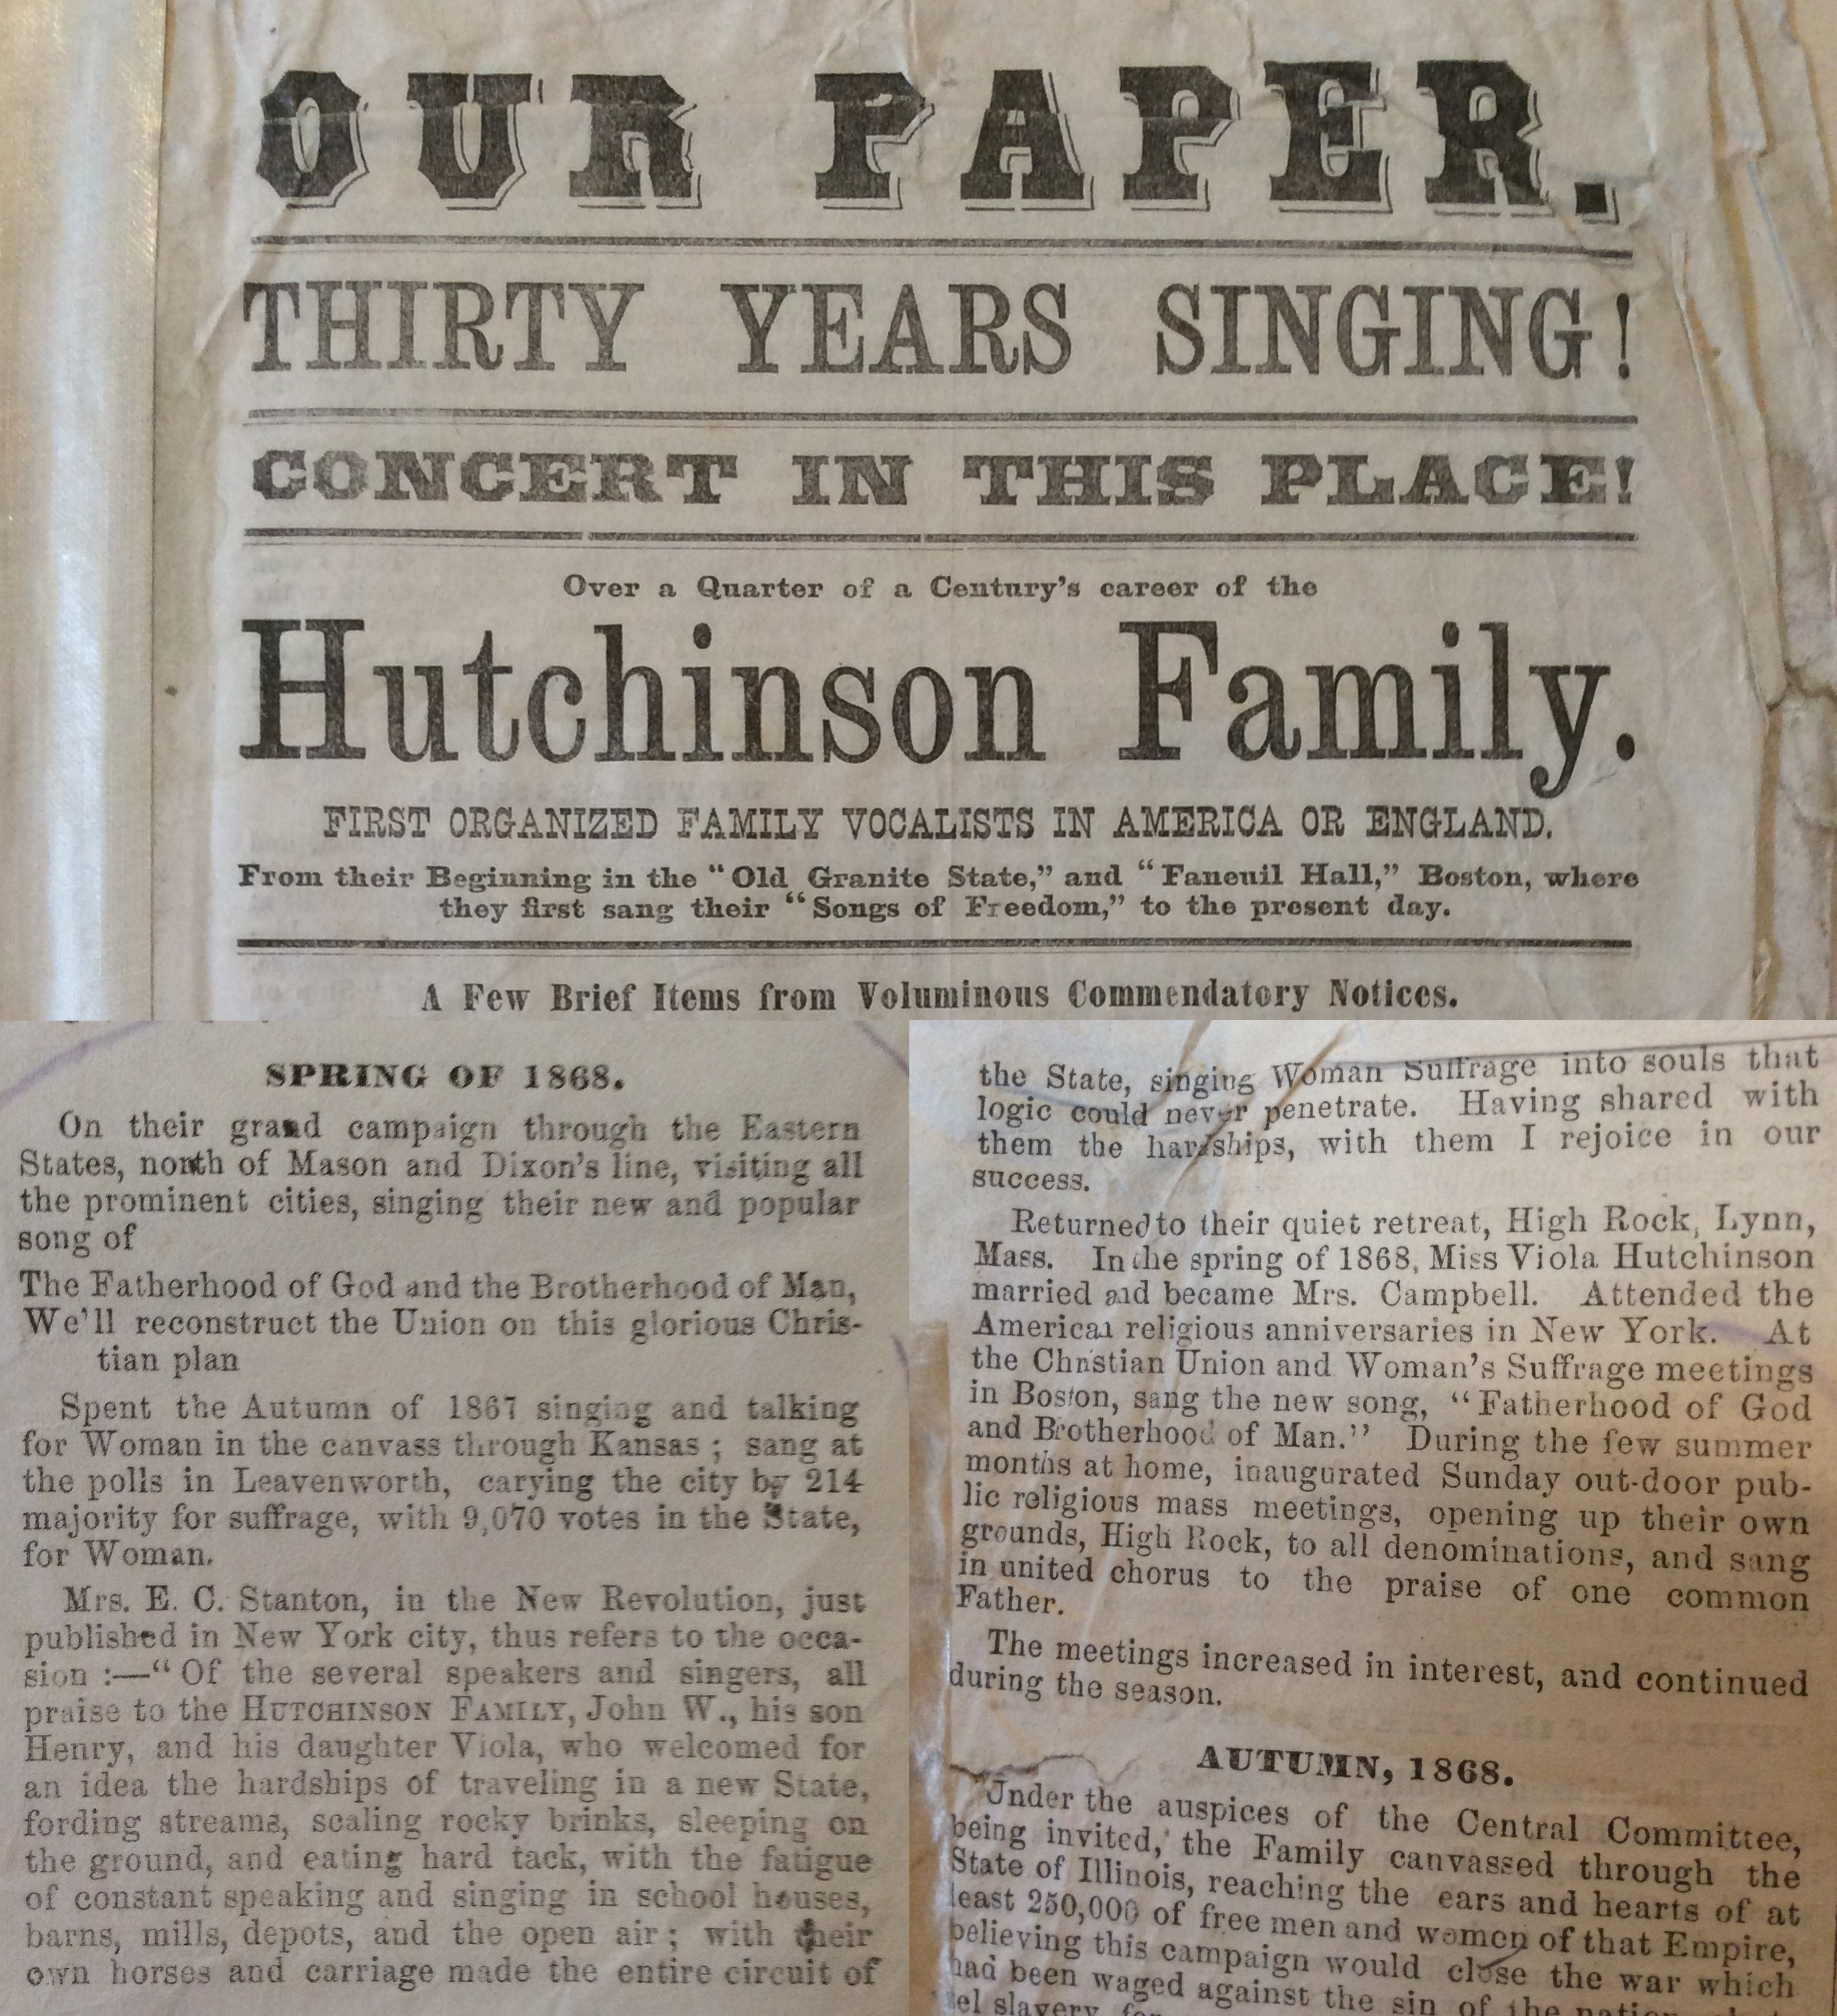 OUR PAPER.
THIRTY YEARS SINGING!
CONCERT IN THIS PLACE!
Over a Quarter of a Century's career of the
Hutchinson Family.
FIRST ORGANIZED FAMILY VOCALISTS IN AMERICA OR ENGLAND.
From their Beginning in the "Old Granite State," and "Faneuil Hall," Boston, where
they first sang their "Songs of Freedom," to the present day.
A Few Brief Items from Voluminous Commendatory Notices.
SPRING OF 1868.
On their grand campaign through the Eastern
States, north of Mason and Dixon's line, visiting all
the prominent cities, singing their new and popular
song of
The Fatherhood of God and the Brotherhood of Man,
We'll reconstruct the Union on this glorious Chris-
tian plan
Spent the Autumn of 1867 singing and talking
for Woman in the canvass through Kansas; sang at
the polls in Leavenworth, carying the city by 214
majority for suffrage, with 9,070 votes in the State,
for Woman.
Mrs. E. C. Stanton, in the New Revolution, just
published in New York city, thus refers to the occa-
sion :—"Of the several speakers and singers, all
praise to the HUTCHINSON FAMILY, John W., his son
Henry, and his daughter Viola, who welcomed for
an idea the hardships of traveling in a new State,
fording streams, scaling rocky brinks, sleeping on
the ground, and eating hard tack, with the fatigue
of constant speaking and singing in school houses,
barns, mills, depots, and the open air; with their
own horses and carriage made the entire circuit of
the State, singing Woman Suffrage into souls that
logic could never penetrate. Having shared with
them the hardships, with them I rejoice in our
success.
Returned to their quiet retreat, High Rock, Lynn,
Mass. In the spring of 1868, Miss Viola Hutchinson
married and became Mrs. Campbell. Attended the
American religious anniversaries in New York. At
the Christian Union and Woman's Suffrage meetings
in Boston, sang the new song, "Fatherhood of God
and Brotherhood of Man." During the few summer
months at home, inaugurated Sunday out-door pub-
lic religious mass meetings, opening up their own
grounds, High Rock, to all denominations, and sang
in united chorus to the praise of one common
Father.
The meetings increased in interest, and continued
during the season.
AUTUMN, 1868.
Under the auspices of the Central Committee,
being invited, the Family canvassed through the
State of Illinois, reaching the ears and hearts of at
least 250,000 of free men and women of that Empire,
believing this campaign would close the war which
had been waged against the sin of the
slavery